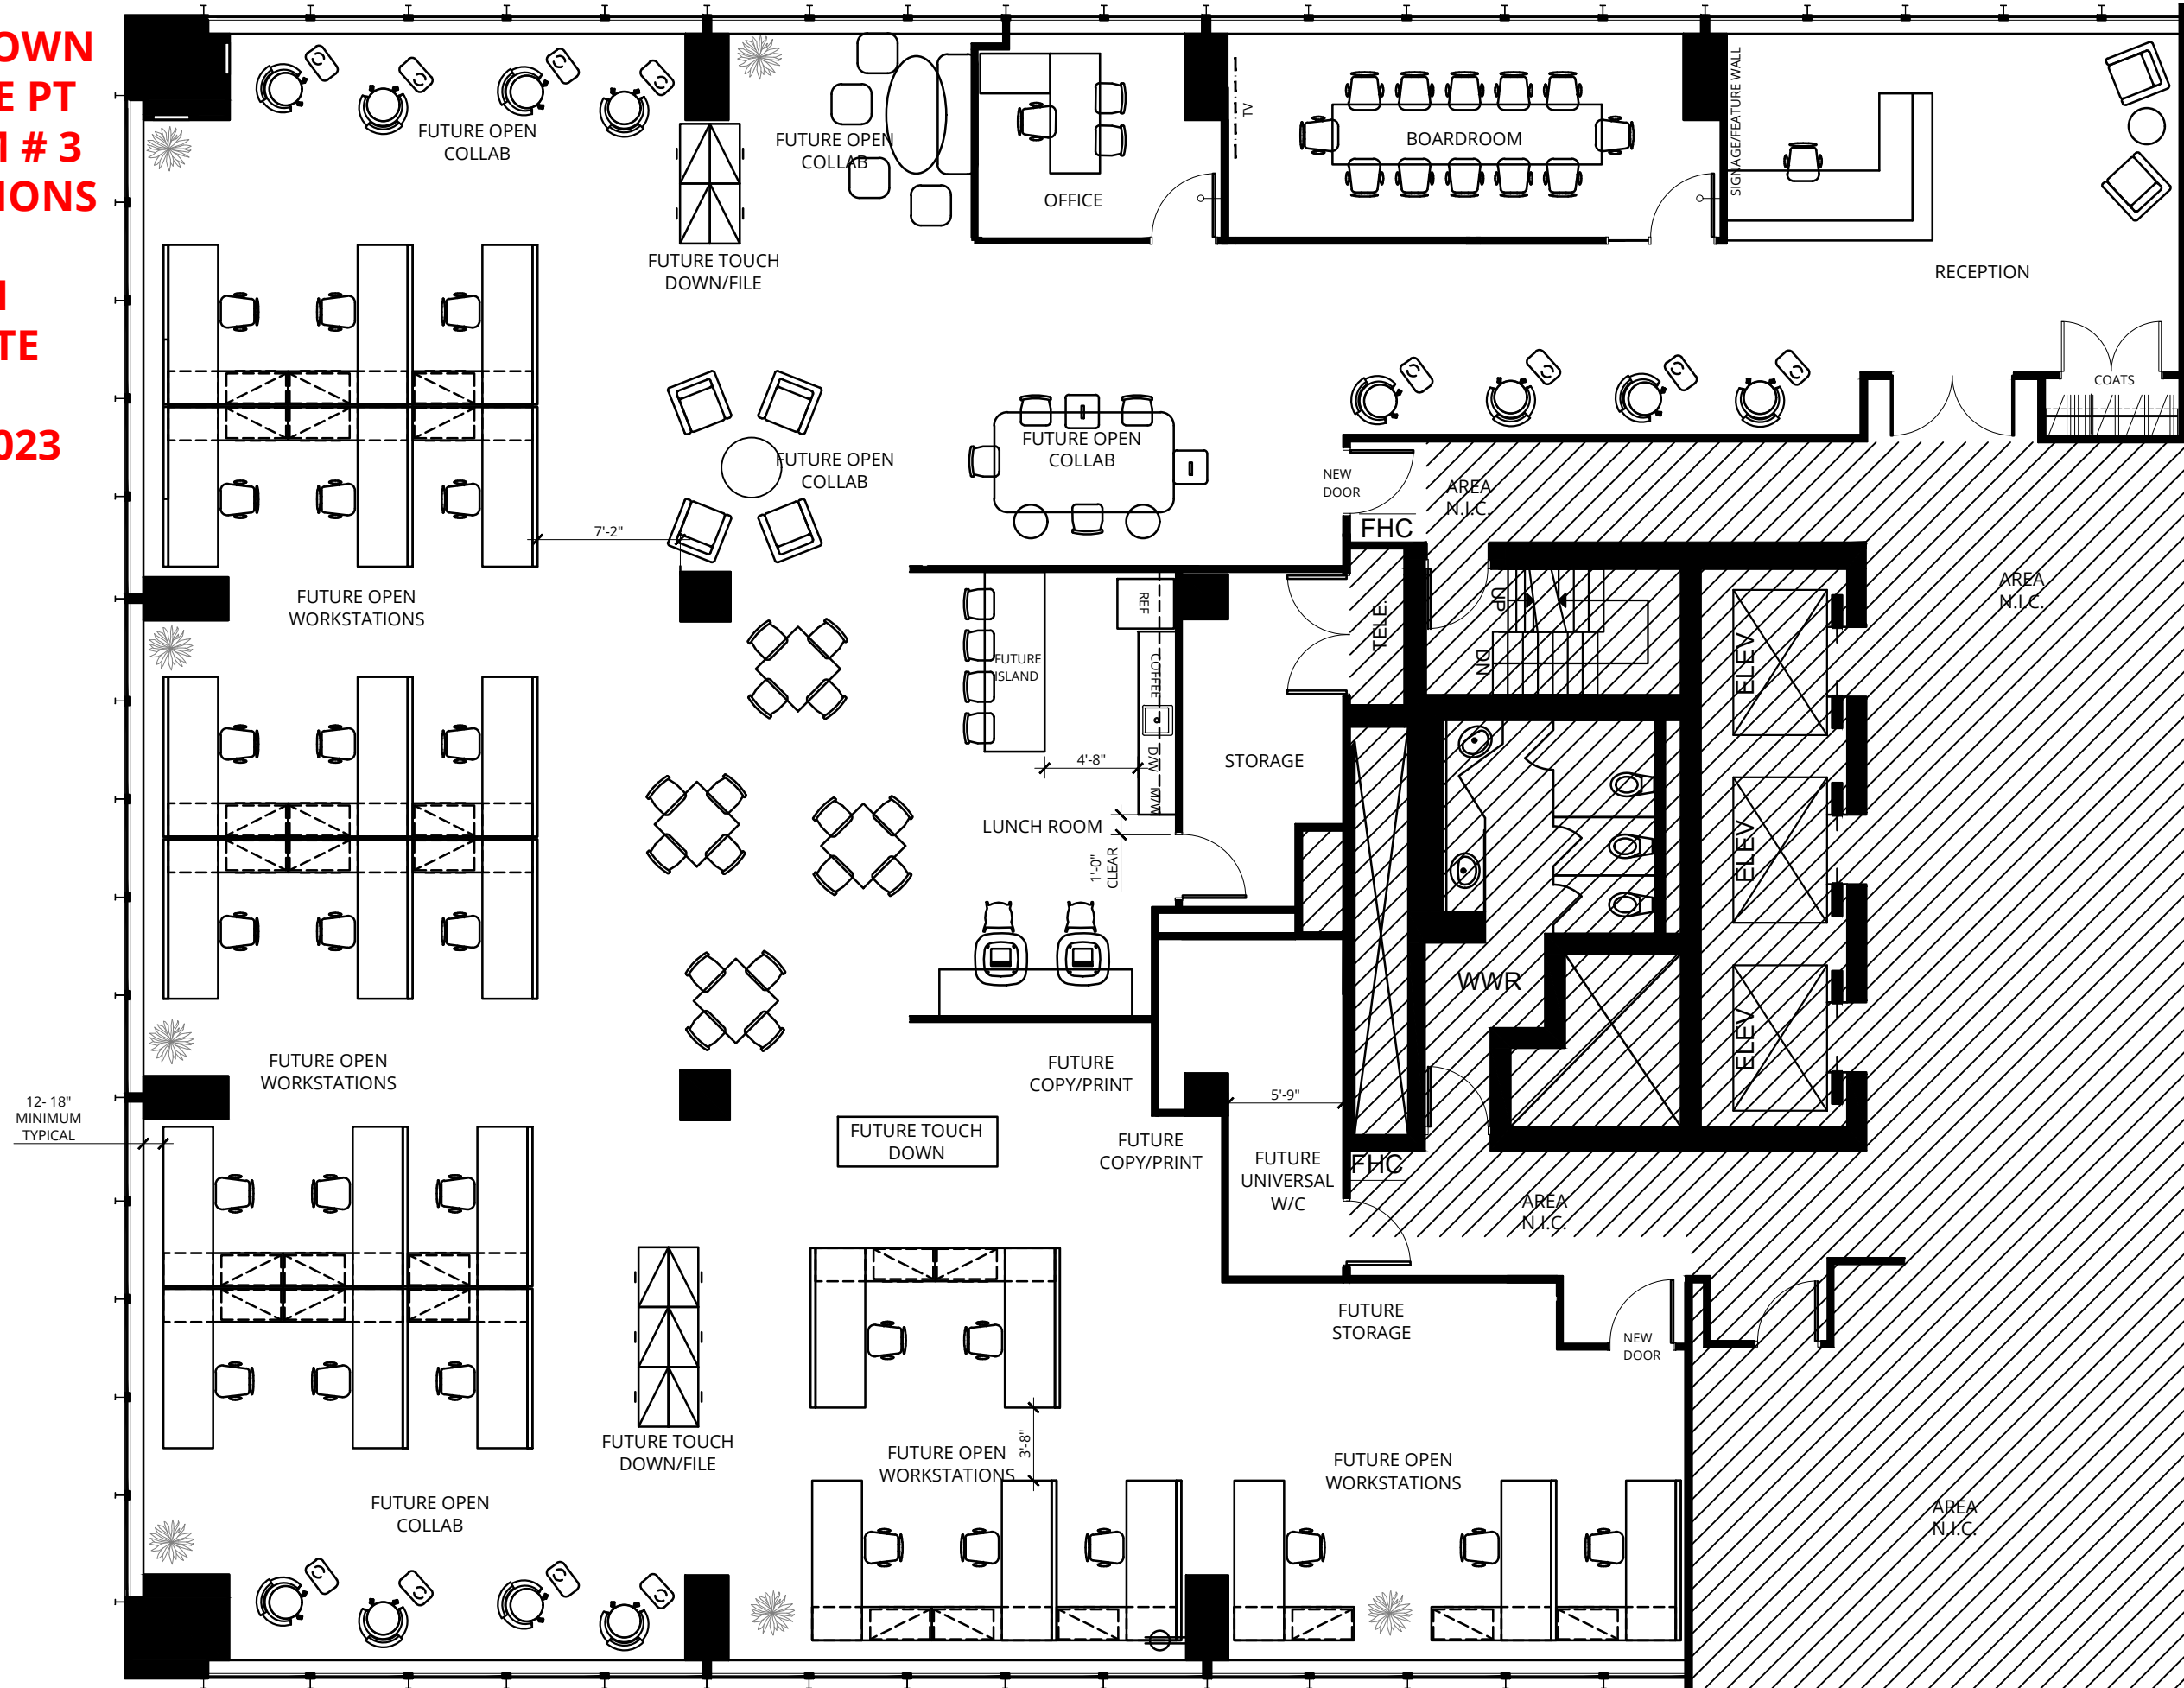 OWN
E PT
# 3
IONS
TE
023
FUTURE OPEN
COLLAB
FUTURE OPEN
COLLAB
OFFICE
TV
BOARDROOM
SIGNAGE/FEATURE WALL
RECEPTION
FUTURE TOUCH
DOWN/FILE
COATS
FUTURE OPEN
COLLAB
FUTURE OPEN
COLLAB
NEW
DOOR
AREA
N.I.C.
FHC
7'-2"
FUTURE OPEN
WORKSTATIONS
REF
TELE.
UP
DN
AREA
N.I.C.
FUTURE
ISLAND
COFFEE
ELEV
4'-8"
D/W
M/W
STORAGE
LUNCH ROOM
1'-0"
CLEAR
ELEV
WWR
ELEV
FUTURE OPEN
WORKSTATIONS
FUTURE
COPY/PRINT
12- 18"
MINIMUM
TYPICAL
5'-9"
FUTURE TOUCH
DOWN
FUTURE
COPY/PRINT
FUTURE
UNIVERSAL
W/C
FHC
AREA
N.I.C.
FUTURE
STORAGE
NEW
DOOR
FUTURE TOUCH
DOWN/FILE
3'-8"
FUTURE OPEN
WORKSTATIONS
FUTURE OPEN
WORKSTATIONS
FUTURE OPEN
COLLAB
AREA
N.I.C.